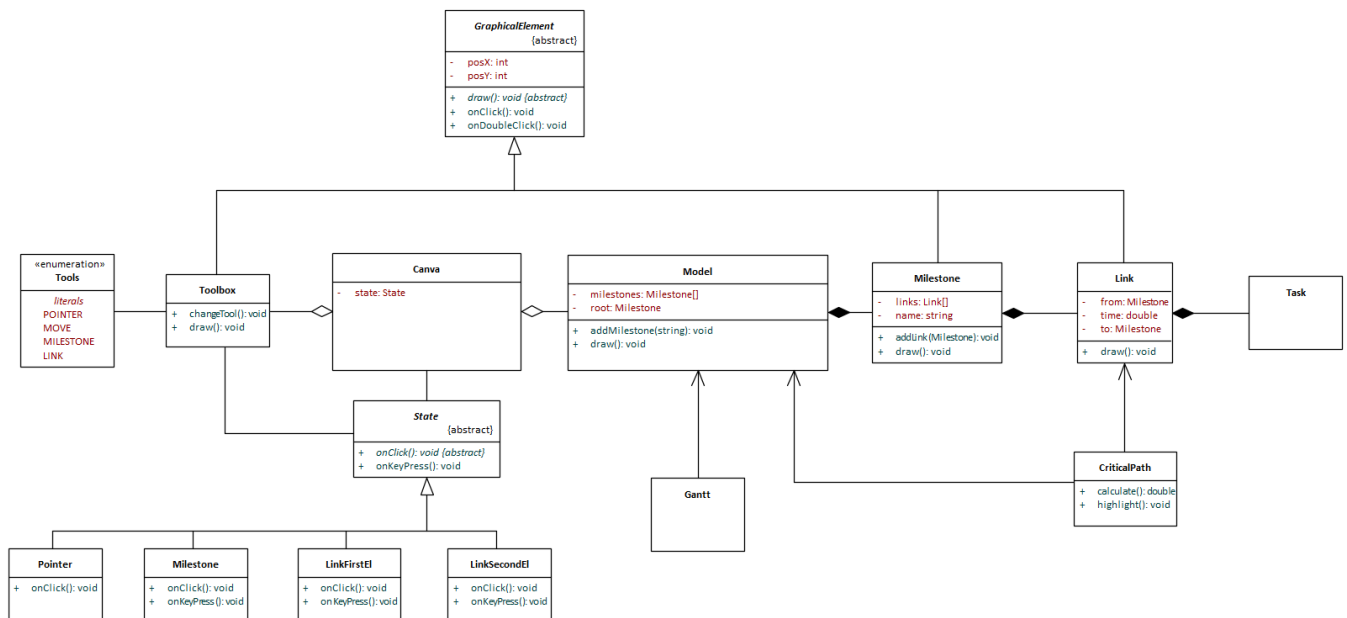 GraphicalElement
{abstract}
- posX: int
- posY: int
+ draw(): void {abstract}
+ onClick(): void
+ onDoubleClick(): void
«enumeration»
Tools
literals
POINTER
MOVE
MILESTONE
LINK
Toolbox
+ changeTool(): void
+ draw(): void
Canva
- state: State
Model
- milestones: Milestone[]
- root: Milestone
+ addMilestone(string): void
+ draw(): void
Milestone
- links: Link[]
- name: string
+ addLink(Milestone): void
+ draw(): void
Link
- from: Milestone
- time: double
- to: Milestone
+ draw(): void
Task
State
{abstract}
+ onClick(): void {abstract}
+ onKeyPress(): void
Gantt
CriticalPath
+ calculate(): double
+ highlight(): void
Pointer
+ onClick(): void
Milestone
+ onClick(): void
+ onKeyPress(): void
LinkFirstEl
+ onClick(): void
+ onKeyPress(): void
LinkSecondEl
+ onClick(): void
+ onKeyPress(): void